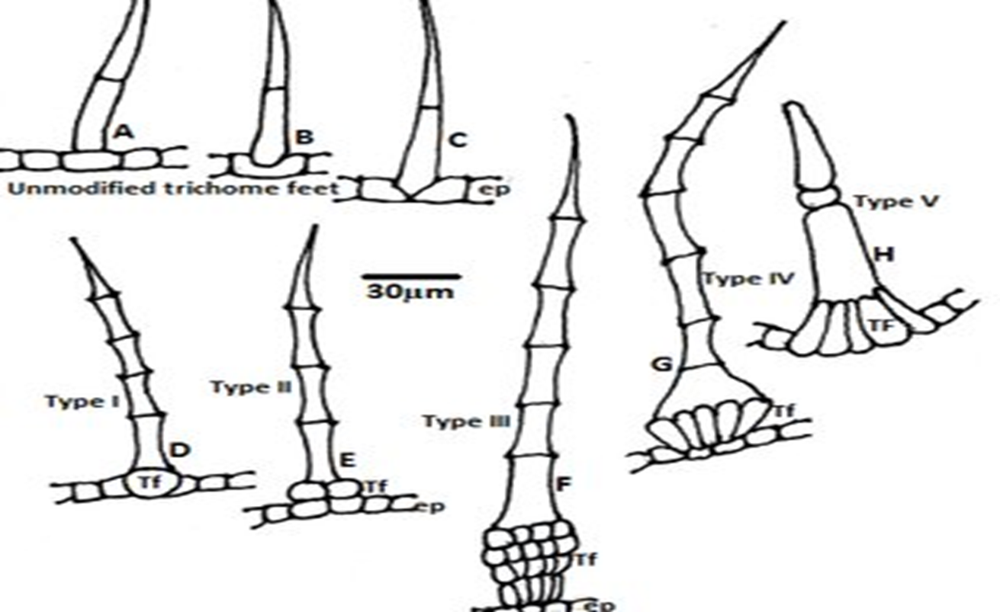 A
B
C
Unmodified trichome feet
ep
Type V
H
30µm
Type IV
TF
Type I
Type II
G
Type III
Tf
D
E
F
Tf
Tf
ep
Tf
ep